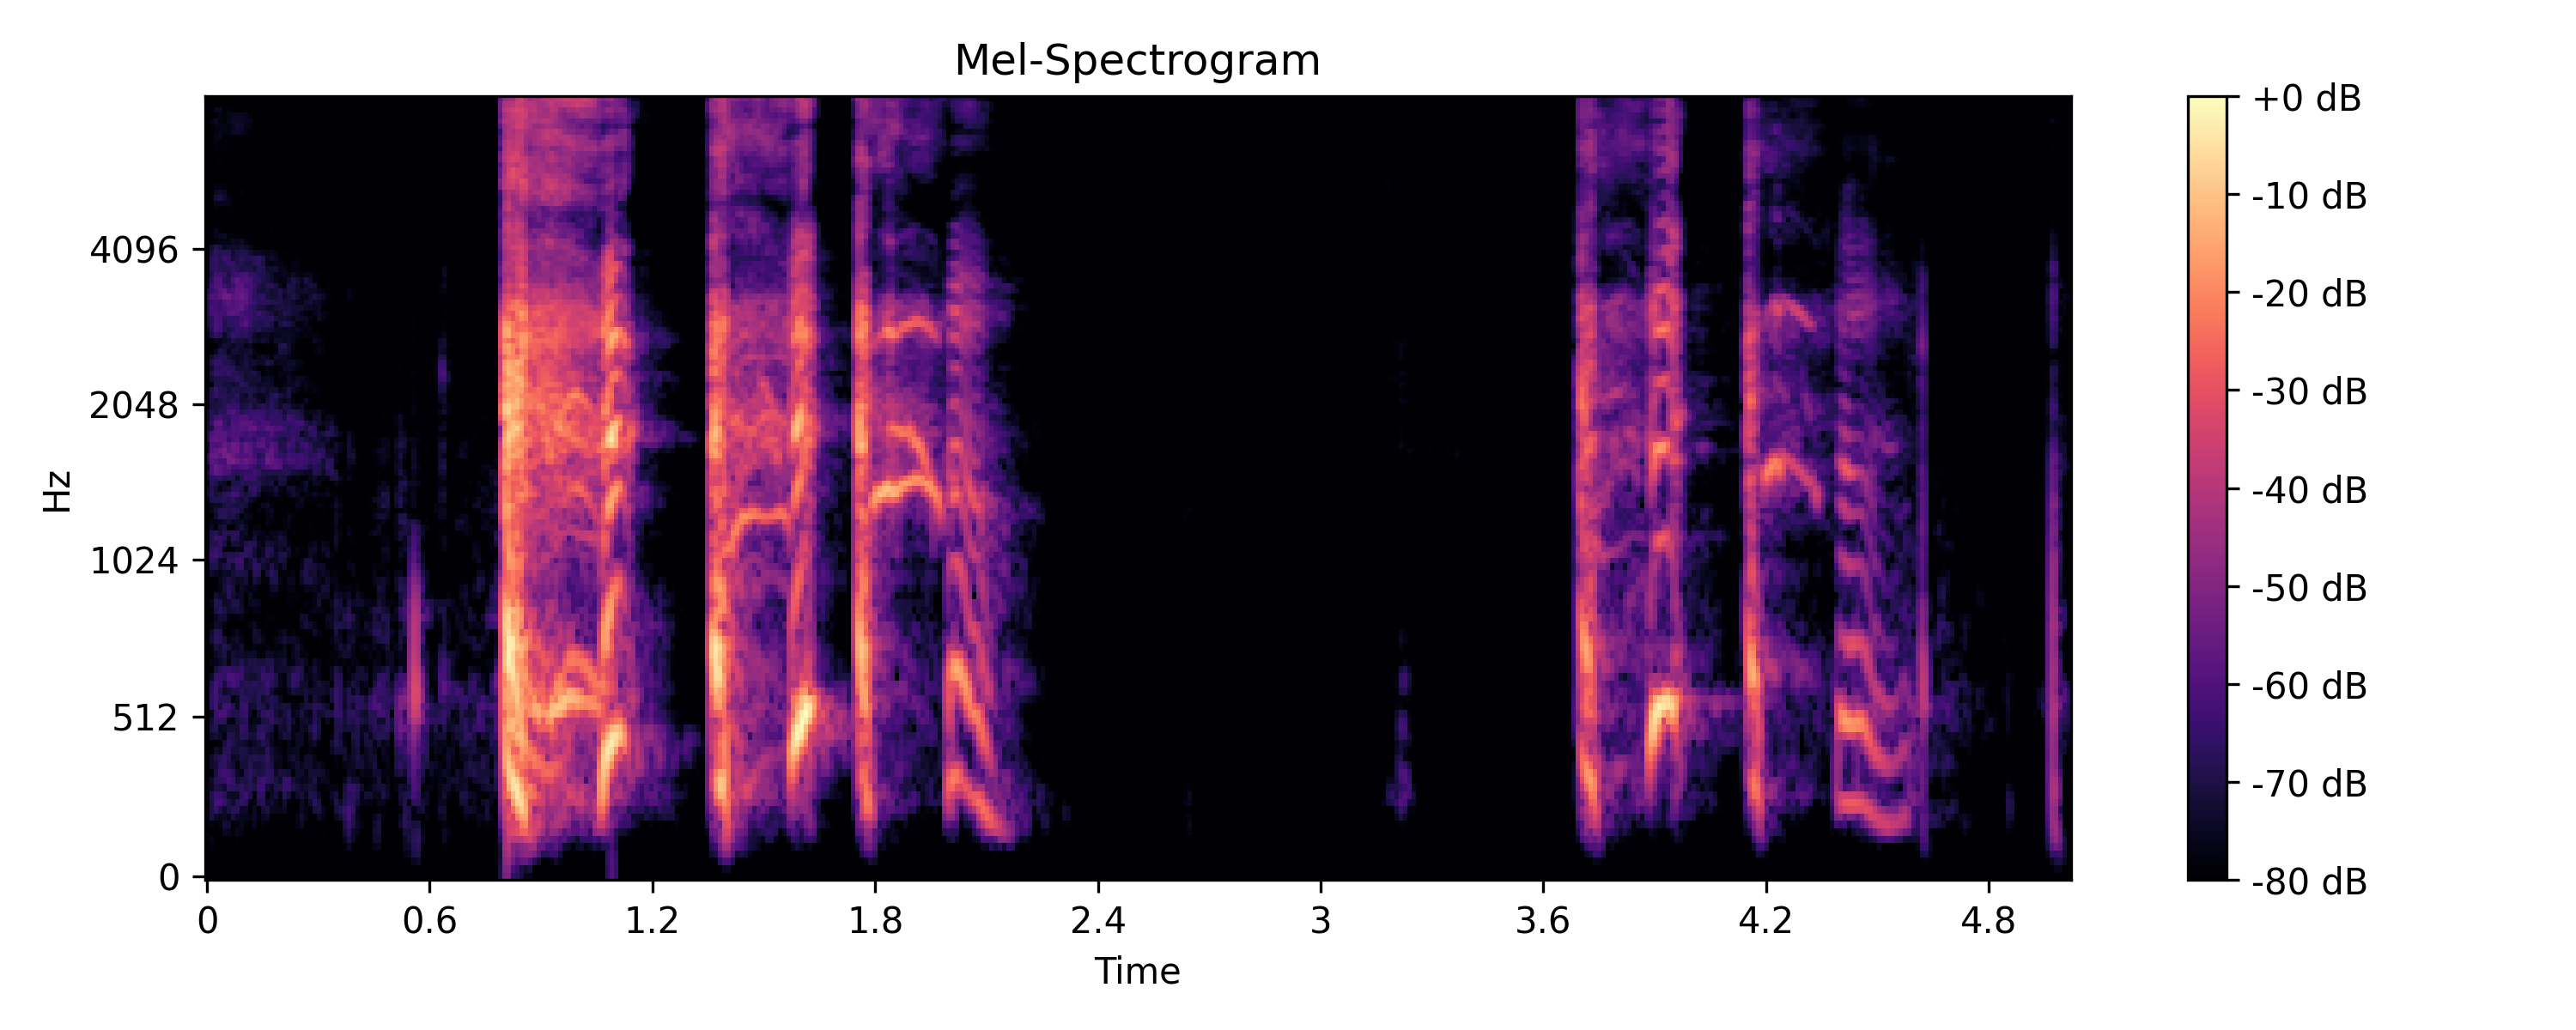 Mel-Spectrogram
+0 dB
-10 dB
-20 dB
-30 dB
-40 dB
-50 dB
-60 dB
-70 dB
-80 dB
Hz
4096
2048
1024
512
0
0 0.6 1.2 1.8 2.4 3 3.6 4.2 4.8
Time